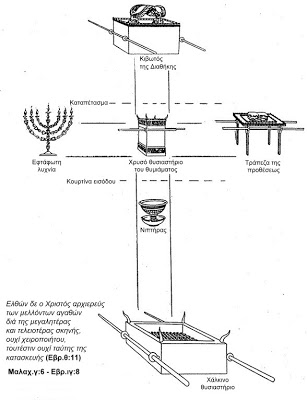 Κιβωτός
της Διαθήκης
Καταπέτασμα
Εφτάφωτη
λυχνία
Χρυσό θυσιαστήριο
του θυμιάματος
Τράπεζα της
προθέσεως
Κουρτίνα εισόδου
Νιπτήρας
Ελθών δε ο Χριστός αρχιερεύς
των μελλόντων αγαθών
διά της μεγαλητέρας
και τελειοτέρας σκηνής,
ουχί χειροποιήτου,
τουτέστιν ουχί ταύτης της
κατασκευής (Εβρ.θ:11)
Μαλαχ.γ:6 - Εβρ.ιγ:8
Χάλκινο
θυσιαστήριο